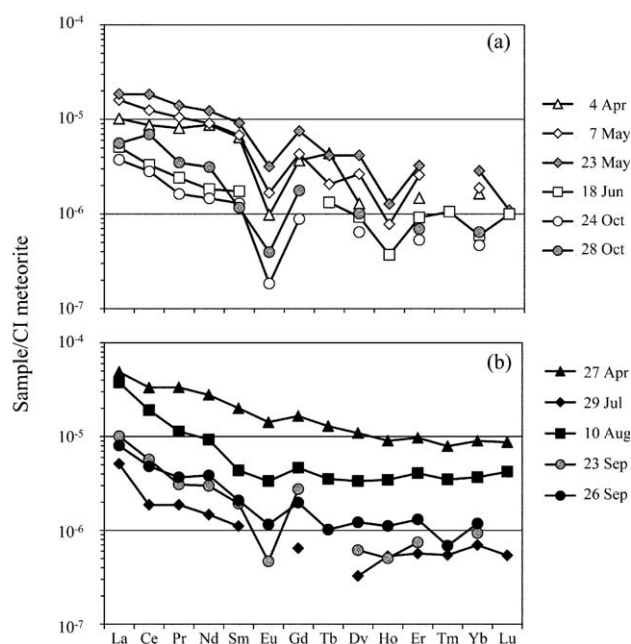 10⁻⁴
(a)
10⁻⁵
10⁻⁶
10⁻⁷
4 Apr
7 May
23 May
18 Jun
24 Oct
28 Oct
Sample/CI meteorite
10⁻⁴
(b)
10⁻⁵
10⁻⁶
10⁻⁷
27 Apr
29 Jul
10 Aug
23 Sep
26 Sep
La Ce Pr Nd Sm Eu Gd Tb Dy Ho Er Tm Yb Lu